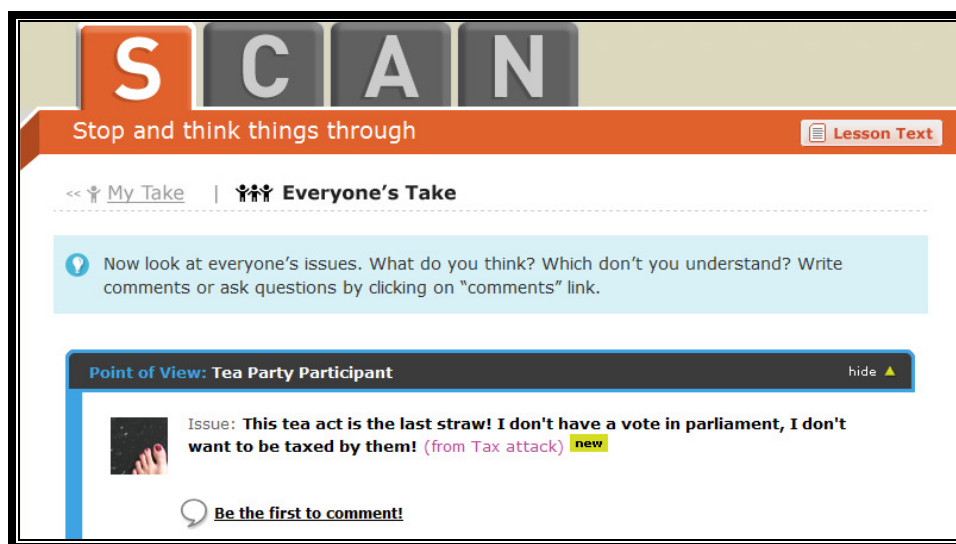 SCAN
Stop and think things through
Lesson Text
<< My Take | Everyone's Take
Now look at everyone's issues. What do you think? Which don't you understand? Write
comments or ask questions by clicking on “comments” link.
Point of View: Tea Party Participant
hide
Issue: This tea act is the last straw! I don't have a vote in parliament, I don't
want to be taxed by them! (from Tax attack) new
Be the first to comment!